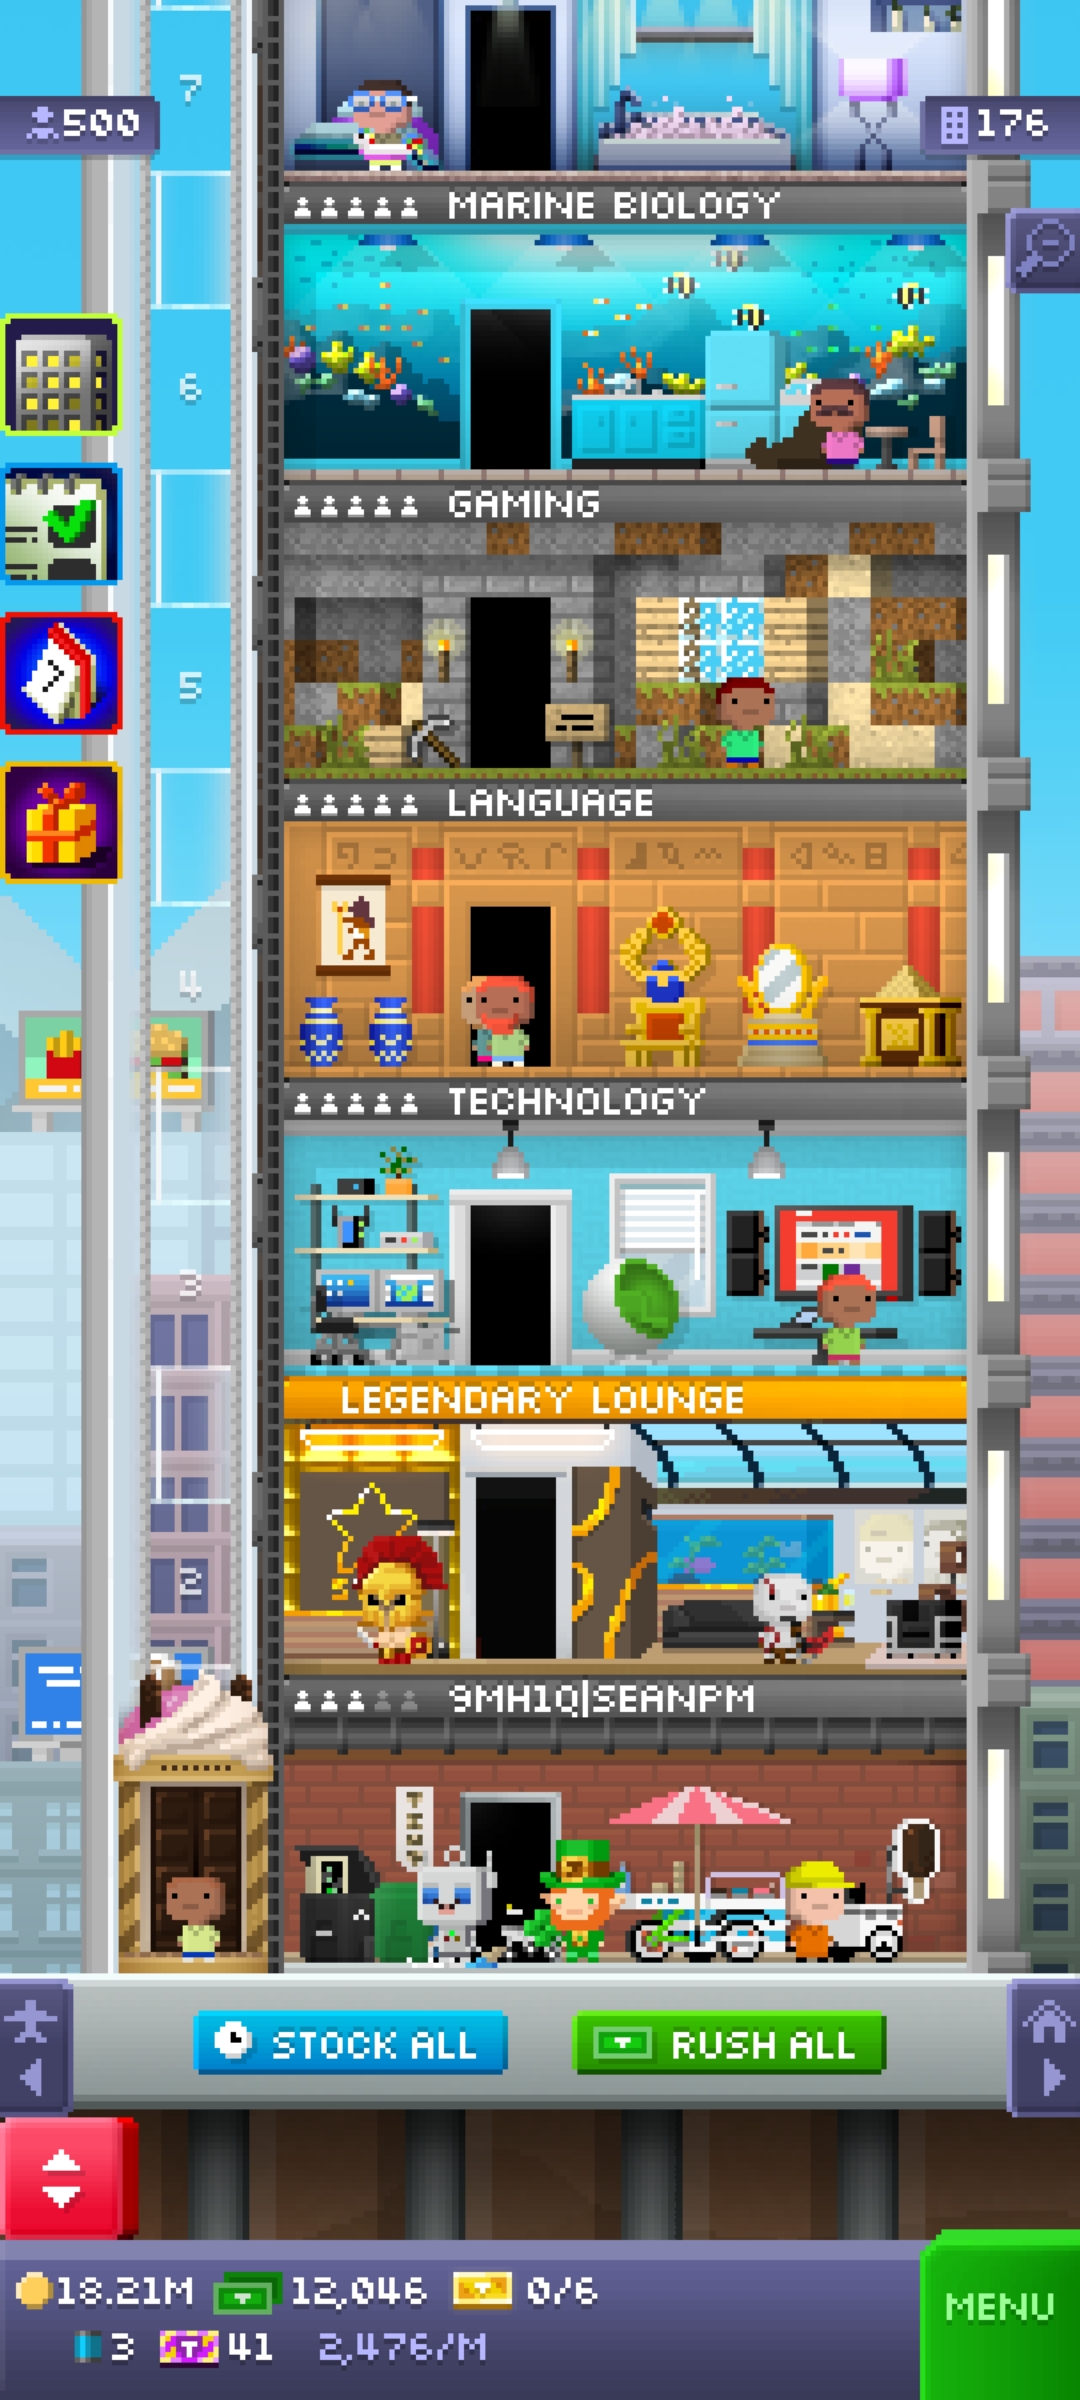 7
500
176
MARINE BIOLOGY
6
GAMING
5
LANGUAGE
4
TECHNOLOGY
3
LEGENDARY LOUNGE
2
9MH1Q|SEANPM
STOCK ALL
RUSH ALL
18.21M
12,046
0/6
MENU
3
41
2,476/M